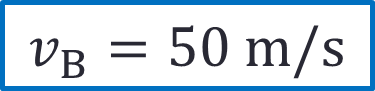 v_B = 50 m/s